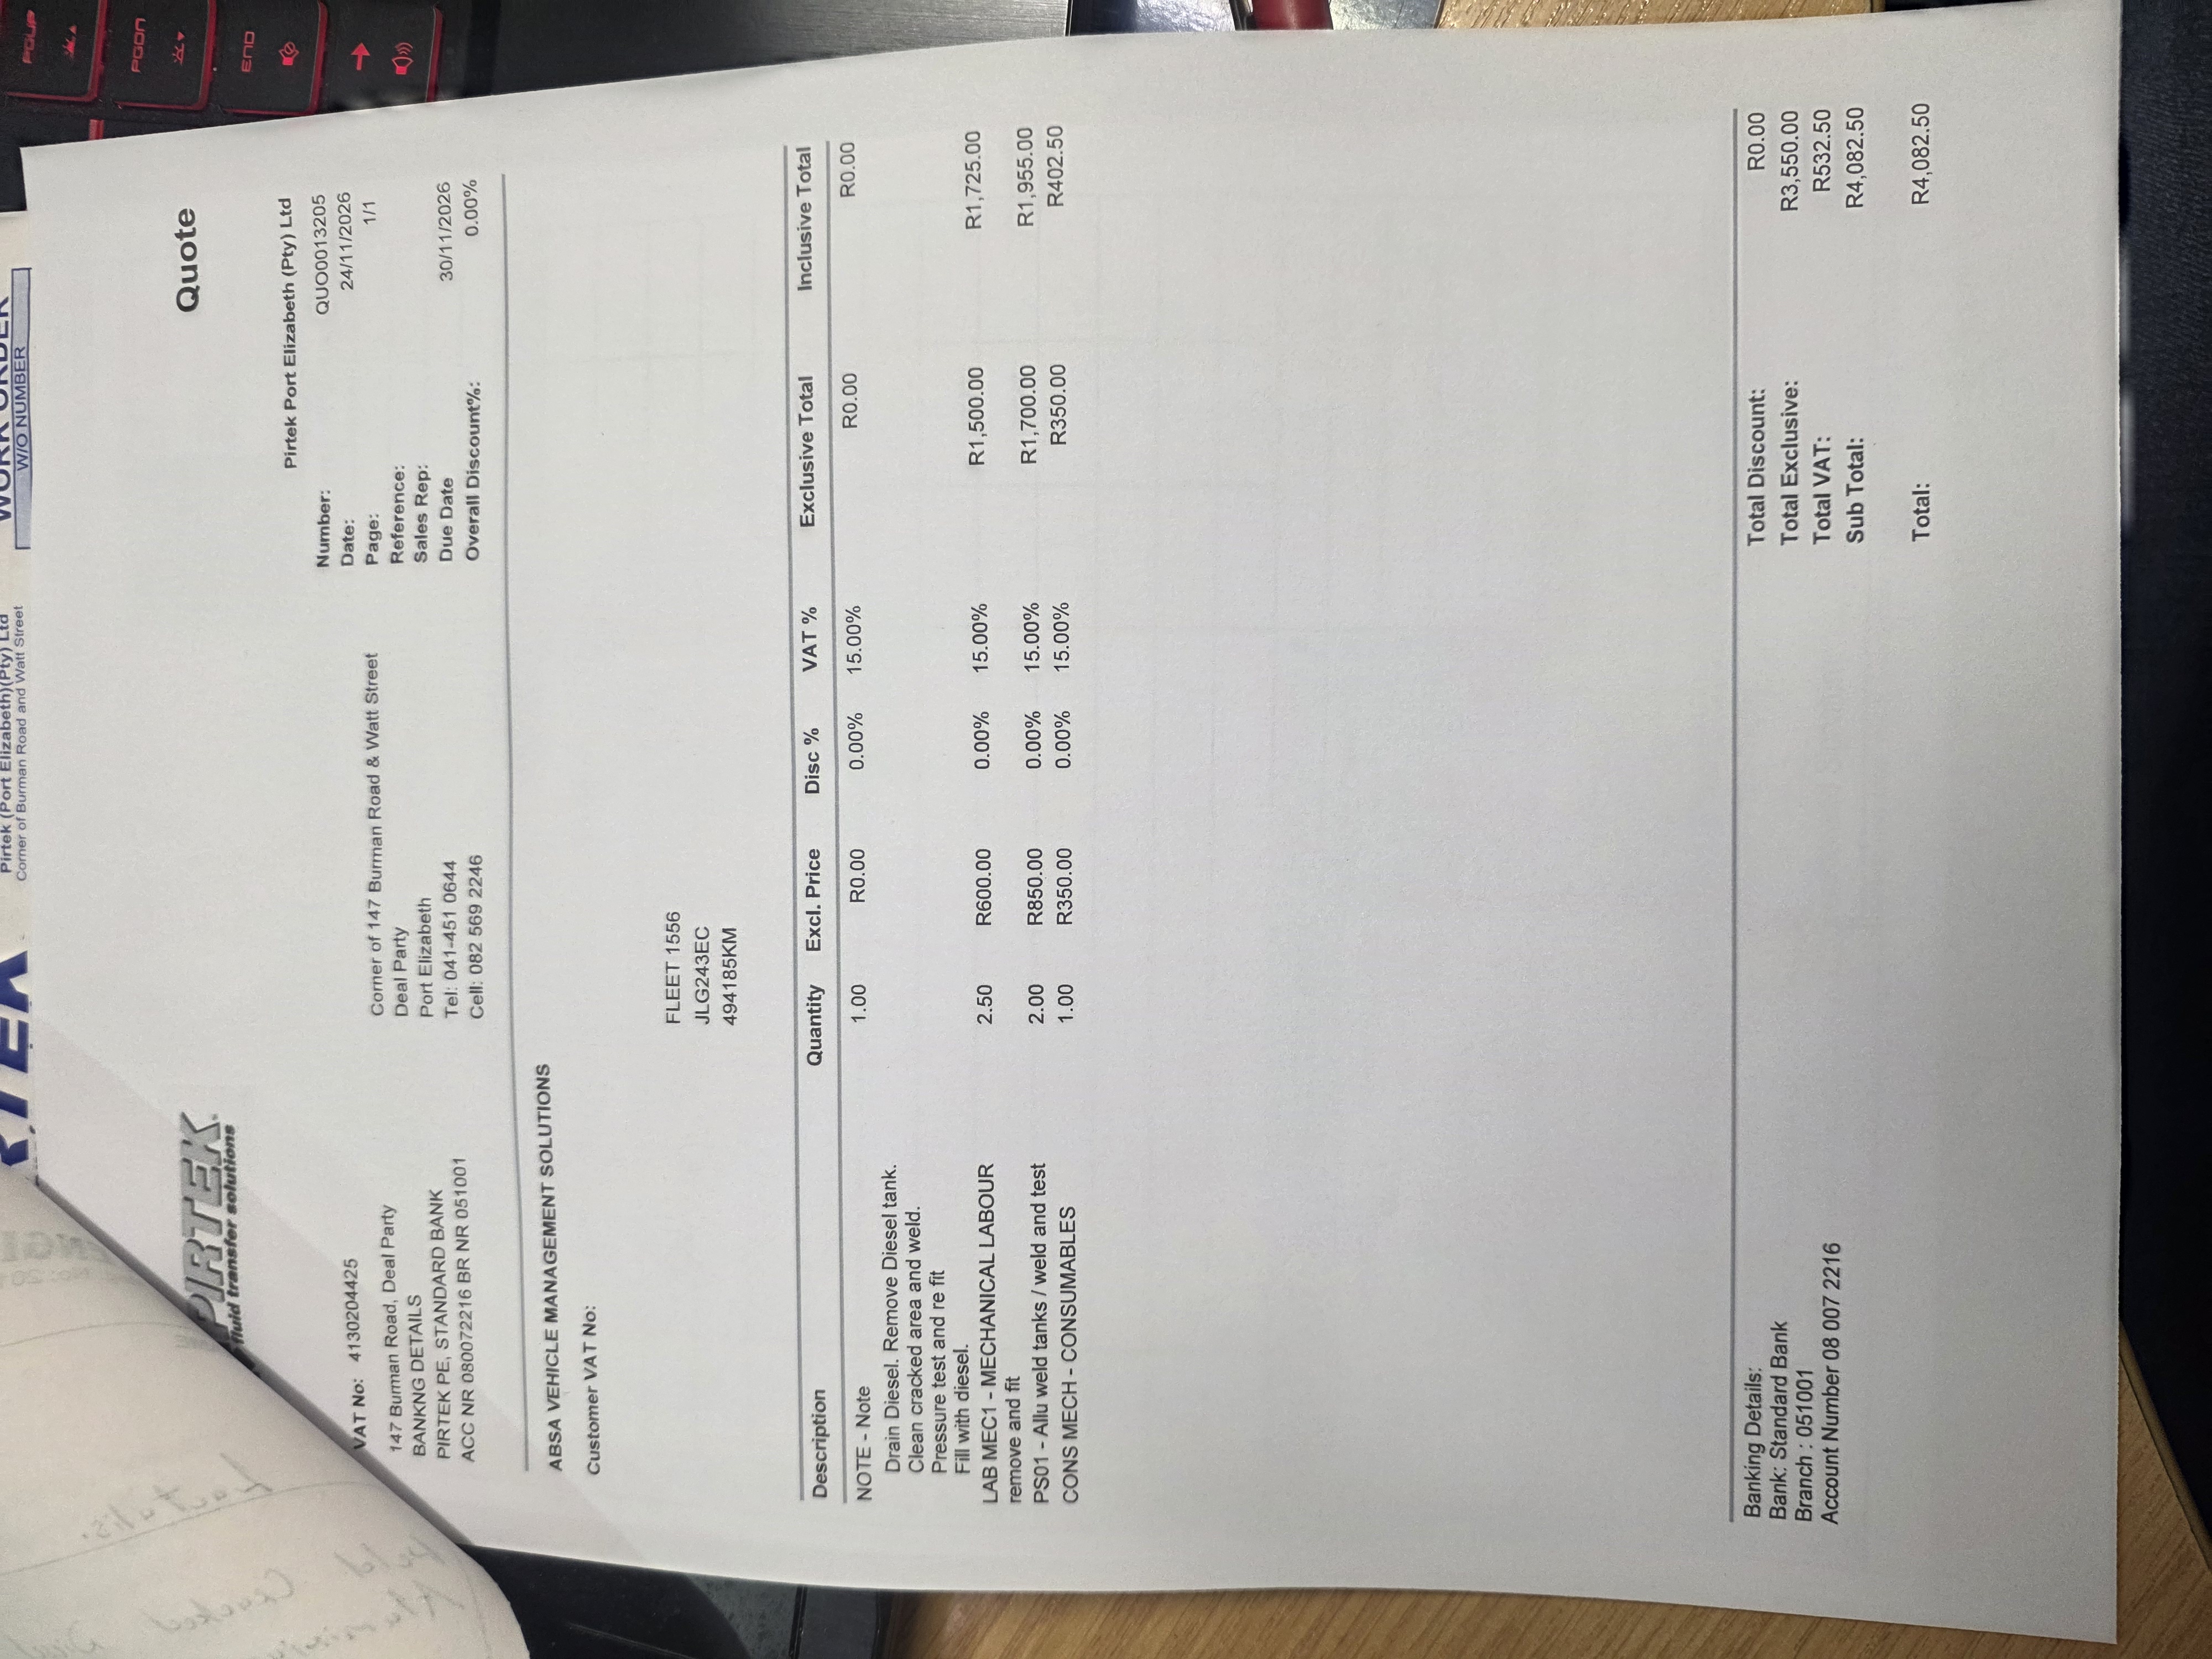 Pirtek (Port Elizabeth)(Pty) Ltd
Corner of Burman Road and Watt Street
WORK ORDER
W/O NUMBER
PIRTEK
fluid transfer solutions
Quote
Pirtek Port Elizabeth (Pty) Ltd
Number: QUO0013205
Date: 24/11/2026
Page: 1/1
Reference:
Sales Rep:
Due Date 30/11/2026
Overall Discount%: 0.00%
VAT No: 4130204425
147 Burman Road, Deal Party
BANKNG DETAILS
PIRTEK PE, STANDARD BANK
ACC NR 080072216 BR NR 051001
Corner of 147 Burman Road & Watt Street
Deal Party
Port Elizabeth
Tel: 041-451 0644
Cell: 082 569 2246
ABSA VEHICLE MANAGEMENT SOLUTIONS
Customer VAT No:
FLEET 1556
JLG243EC
494185KM
Description Quantity Excl. Price Disc % VAT % Exclusive Total Inclusive Total
NOTE - Note 1.00 R0.00 0.00% 15.00% R0.00 R0.00
Drain Diesel. Remove Diesel tank.
Clean cracked area and weld.
Pressure test and re fit
Fill with diesel.
LAB MEC1 - MECHANICAL LABOUR 2.50 R600.00 0.00% 15.00% R1,500.00 R1,725.00
remove and fit
PS01 - Allu weld tanks / weld and test 2.00 R850.00 0.00% 15.00% R1,700.00 R1,955.00
CONS MECH - CONSUMABLES 1.00 R350.00 0.00% 15.00% R350.00 R402.50
Banking Details:
Bank: Standard Bank
Branch : 051001
Account Number 08 007 2216
Total Discount: R0.00
Total Exclusive: R3,550.00
Total VAT: R532.50
Sub Total: R4,082.50
Total: R4,082.50
PGUP
PGDN
END